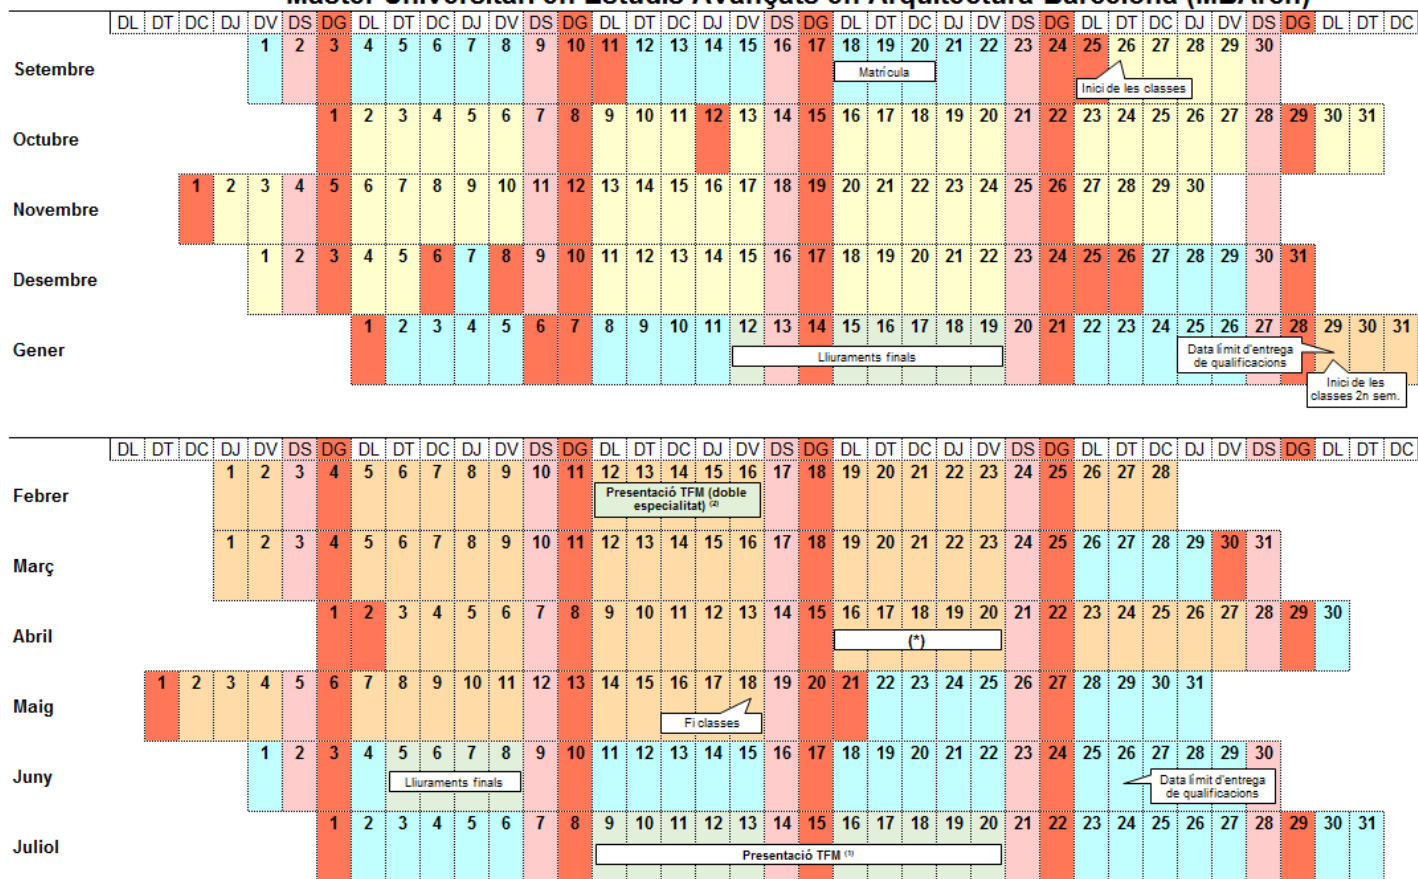 Màster Universitari en Estudis Avançats en Arquitectura-Barcelona (MBArch)
DL DT DC DJ DV DS DG DL DT DC DJ DV DS DG DL DT DC DJ DV DS DG DL DT DC DJ DV DS DG DL DT DC DJ DV DS DG DL DT DC
1 2 3 4 5 6 7 8 9 10 11 12 13 14 15 16 17 18 19 20 21 22 23 24 25 26 27 28 29 30
Setembre
Matrícula
Inici de les classes
1 2 3 4 5 6 7 8 9 10 11 12 13 14 15 16 17 18 19 20 21 22 23 24 25 26 27 28 29 30 31
Octubre
1 2 3 4 5 6 7 8 9 10 11 12 13 14 15 16 17 18 19 20 21 22 23 24 25 26 27 28 29 30
Novembre
1 2 3 4 5 6 7 8 9 10 11 12 13 14 15 16 17 18 19 20 21 22 23 24 25 26 27 28 29 30 31
Desembre
1 2 3 4 5 6 7 8 9 10 11 12 13 14 15 16 17 18 19 20 21 22 23 24 25 26 27 28 29 30 31
Gener
Lliuraments finals
Data límit d'entrega
de qualificacions
Inici de les
classes 2n sem.
DL DT DC DJ DV DS DG DL DT DC DJ DV DS DG DL DT DC DJ DV DS DG DL DT DC DJ DV DS DG DL DT DC DJ DV DS DG DL DT DC
1 2 3 4 5 6 7 8 9 10 11 12 13 14 15 16 17 18 19 20 21 22 23 24 25 26 27 28
Febrer
Presentació TFM (doble
especialitat) (2)
1 2 3 4 5 6 7 8 9 10 11 12 13 14 15 16 17 18 19 20 21 22 23 24 25 26 27 28 29 30 31
Març
1 2 3 4 5 6 7 8 9 10 11 12 13 14 15 16 17 18 19 20 21 22 23 24 25 26 27 28 29 30
Abril
(*)
1 2 3 4 5 6 7 8 9 10 11 12 13 14 15 16 17 18 19 20 21 22 23 24 25 26 27 28 29 30 31
Maig
Fi classes
1 2 3 4 5 6 7 8 9 10 11 12 13 14 15 16 17 18 19 20 21 22 23 24 25 26 27 28 29 30
Juny
Lliuraments finals
Data límit d'entrega
de qualificacions
1 2 3 4 5 6 7 8 9 10 11 12 13 14 15 16 17 18 19 20 21 22 23 24 25 26 27 28 29 30 31
Juliol
Presentació TFM (1)